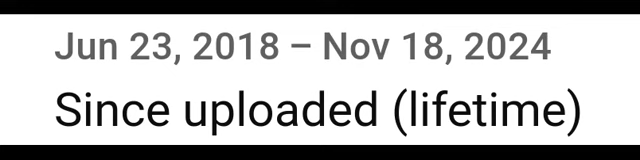 Jun 23, 2018 – Nov 18, 2024
Since uploaded (lifetime)